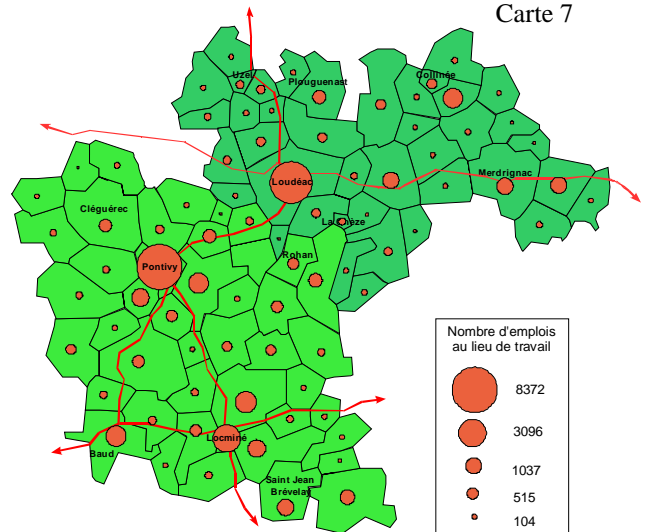 Carte 7
Uzel
Plouguenast
Collinée
Loudéac
Merdrignac
Cléguérec
La Chèze
Rohan
Pontivy
Nombre d'emplois
au lieu de travail
8372
3096
1037
515
104
Locminé
Baud
Saint Jean
Brévelay